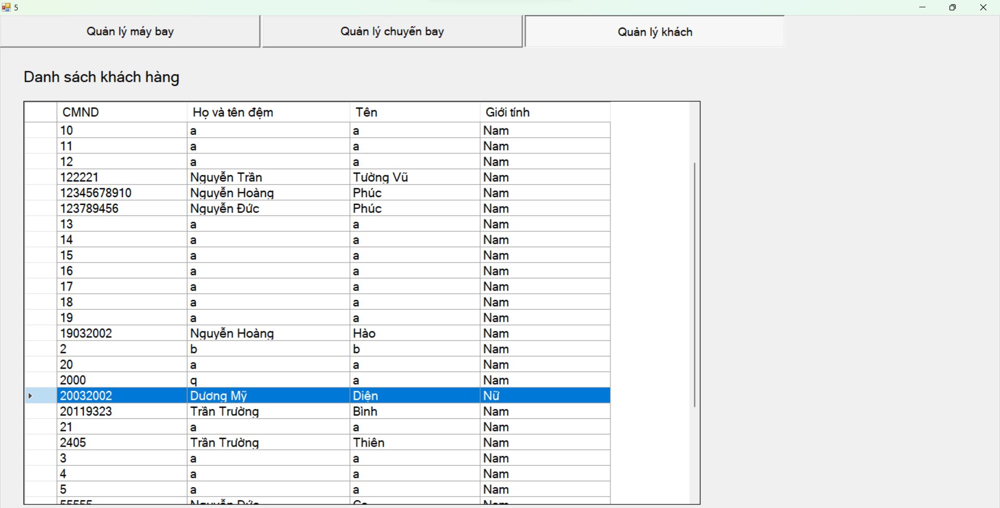 5
Quản lý máy bay Quản lý chuyến bay Quản lý khách
Danh sách khách hàng
CMND Họ và tên đệm Tên Giới tính
10 a a Nam
11 a a Nam
12 a a Nam
122221 Nguyễn Trần Tường Vũ Nam
12345678910 Nguyễn Hoàng Phúc Nam
123789456 Nguyễn Đức Phúc Nam
13 a a Nam
14 a a Nam
15 a a Nam
16 a a Nam
17 a a Nam
18 a a Nam
19 a a Nam
19032002 Nguyễn Hoàng Hào Nam
2 b b Nam
20 a a Nam
2000 q a Nam
20032002 Dương Mỹ Diện Nữ
20119323 Trần Trường Bình Nam
21 a a Nam
2405 Trần Trường Thiên Nam
3 a a Nam
4 a a Nam
5 a a Nam
55555 Nguyễn Đức Nam